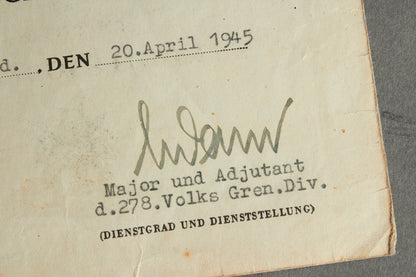 d. , DEN 20.April 1945
Major und Adjutant
d.278.Volks Gren.Div.
(DIENSTGRAD UND DIENSTSTELLUNG)